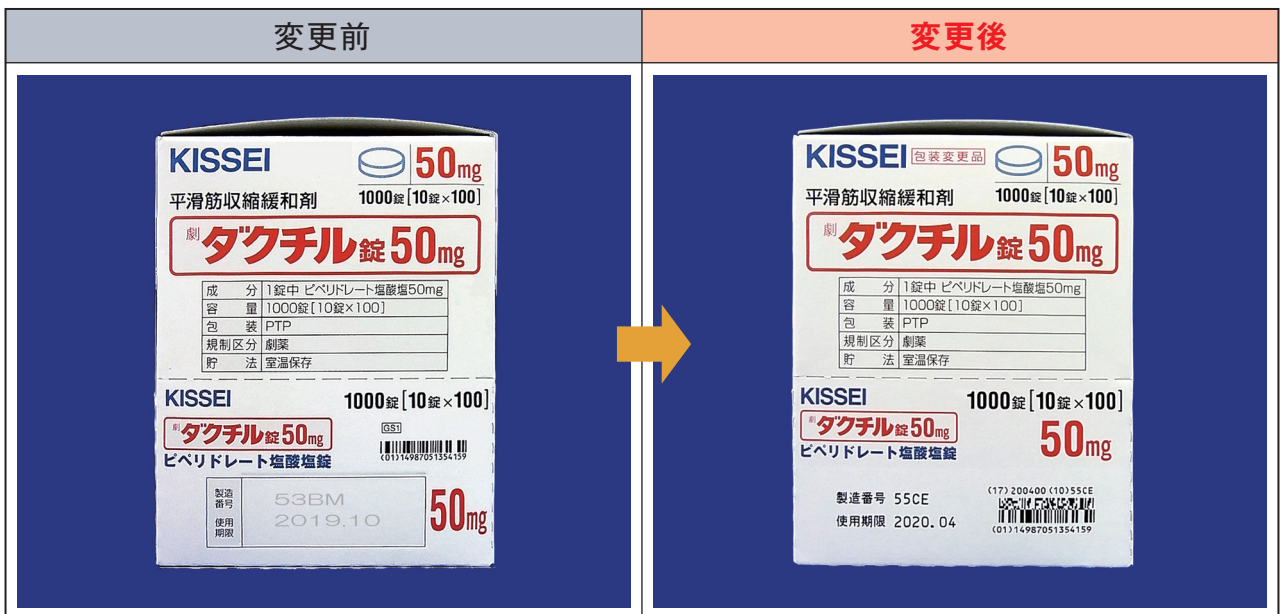 変更前
KISSEI
50mg
平滑筋収縮緩和剤
1000錠[10錠×100]
劇 ダクチル錠50mg
成 分 1錠中 ピペリドレート塩酸塩50mg
容 量 1000錠[10錠×100]
包 装 PTP
規制区分 劇薬
貯 法 室温保存
KISSEI
1000錠[10錠×100]
劇 ダクチル錠50mg
GS1
ピペリドレート塩酸塩錠
(01)14987051354159
製造番号 53BM
使用期限 2019.10
50mg
変更後
KISSEI 包装変更品
50mg
平滑筋収縮緩和剤
1000錠[10錠×100]
劇 ダクチル錠50mg
成 分 1錠中 ピペリドレート塩酸塩50mg
容 量 1000錠[10錠×100]
包 装 PTP
規制区分 劇薬
貯 法 室温保存
KISSEI
1000錠[10錠×100]
劇 ダクチル錠50mg
50mg
ピペリドレート塩酸塩錠
製造番号 55CE
使用期限 2020.04
(17)200400(10)55CE
(01)14987051354159